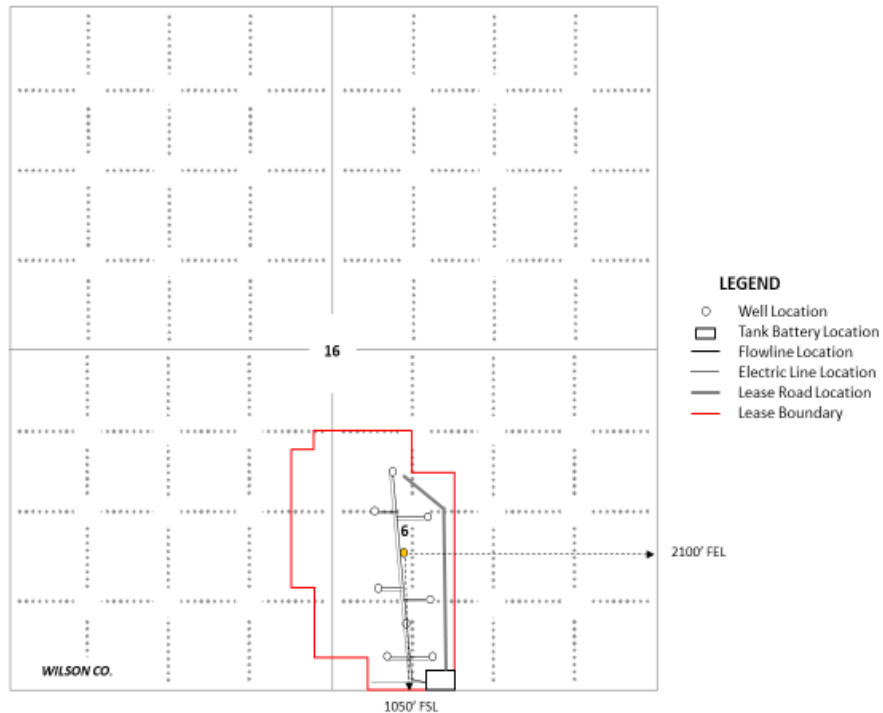 16
LEGEND
Well Location
Tank Battery Location
Flowline Location
Electric Line Location
Lease Road Location
Lease Boundary
6
2100' FEL
WILSON CO.
1050' FSL